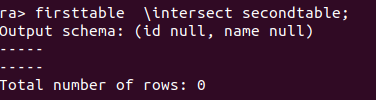 ra> firsttable  \intersect secondtable;
Output schema: (id null, name null)
-----
-----
Total number of rows: 0